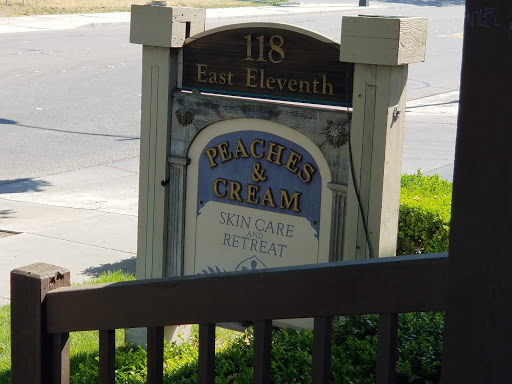 118
East Eleventh
PEACHES
&
CREAM
SKIN CARE
AND
RETREAT